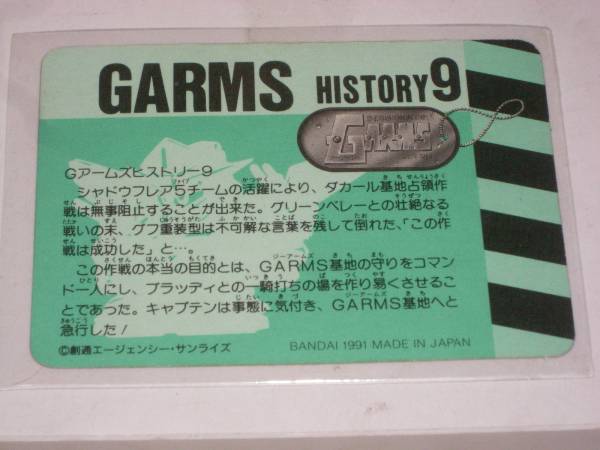 GARMS HISTORY9
GARMS
Gアームズヒストリー9
シャドウフレア5チームの活躍により、ダカール基地占領作
戦は無事阻止することが出来た。グリーンベレーとの壮絶なる
戦いの末、グフ重装型は不可解な言葉を残して倒れた、「この作
戦は成功した」と…。
この作戦の本当の目的とは、GARMS基地の守りをコマン
ド一人にし、ブラッディとの一騎打ちの場を作り易くさせるこ
とであった。キャプテンは事態に気付き、GARMS基地へと
急行した!
©創通エージェンシー・サンライズ
BANDAI 1991 MADE IN JAPAN